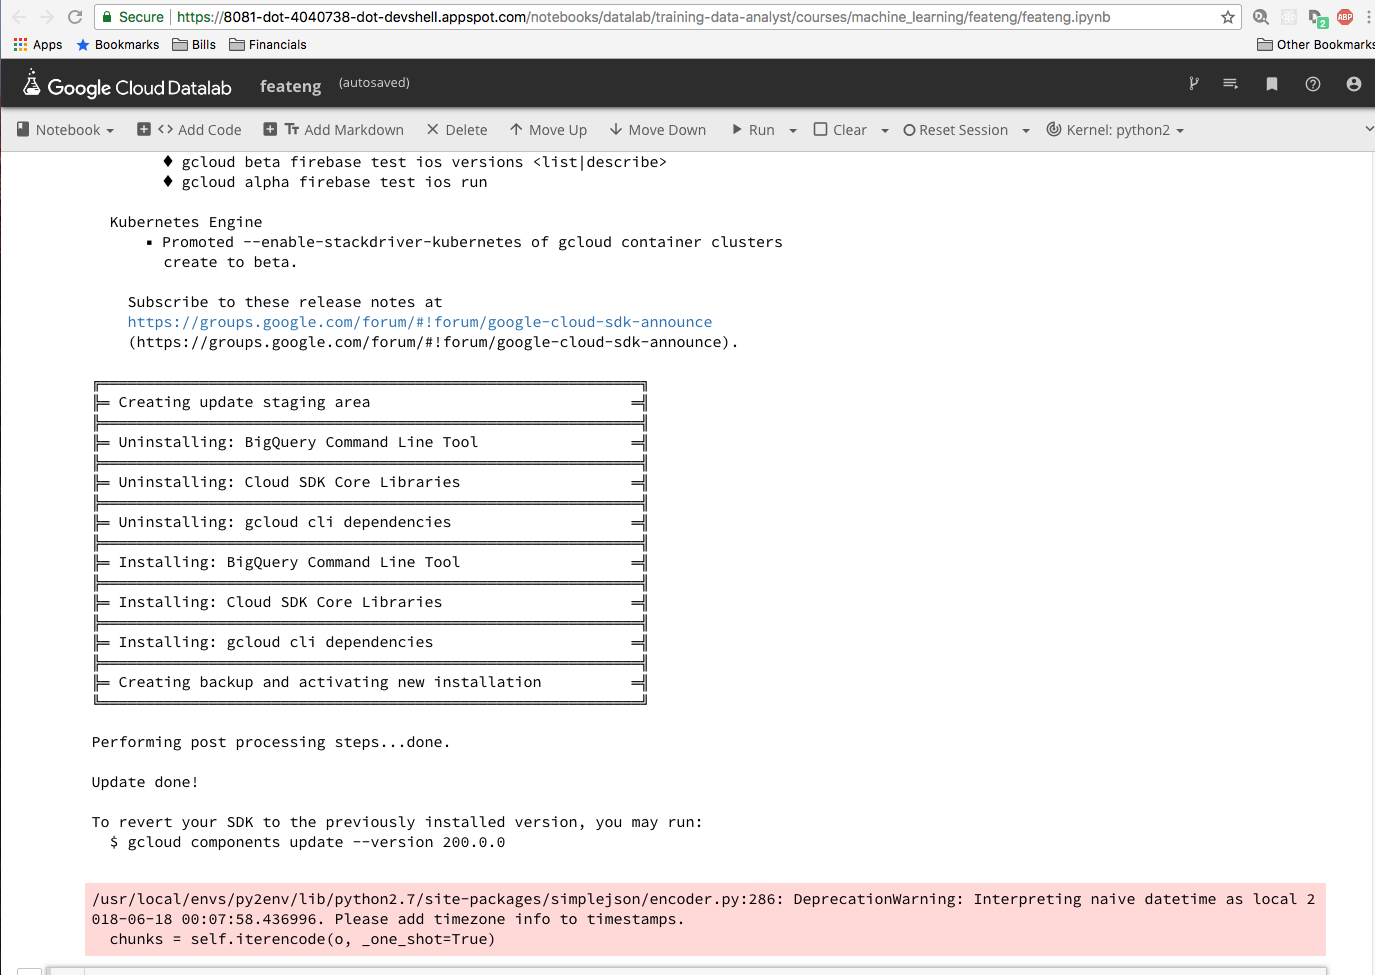 Secure https://8081-dot-4040738-dot-devshell.appspot.com/notebooks/datalab/training-data-analyst/courses/machine_learning/feateng/feateng.ipynb
2 ABP
Apps Bookmarks Bills Financials Other Bookmarks
Google Cloud Datalab feateng (autosaved)
Notebook Add Code Add Markdown Delete Move Up Move Down Run Clear Reset Session Kernel: python2
♦ gcloud beta firebase test ios versions <list|describe>
♦ gcloud alpha firebase test ios run
Kubernetes Engine
▪ Promoted --enable-stackdriver-kubernetes of gcloud container clusters
create to beta.
Subscribe to these release notes at
https://groups.google.com/forum/#!forum/google-cloud-sdk-announce
(https://groups.google.com/forum/#!forum/google-cloud-sdk-announce).
Creating update staging area
Uninstalling: BigQuery Command Line Tool
Uninstalling: Cloud SDK Core Libraries
Uninstalling: gcloud cli dependencies
Installing: BigQuery Command Line Tool
Installing: Cloud SDK Core Libraries
Installing: gcloud cli dependencies
Creating backup and activating new installation
Performing post processing steps...done.
Update done!
To revert your SDK to the previously installed version, you may run:
$ gcloud components update --version 200.0.0
/usr/local/envs/py2env/lib/python2.7/site-packages/simplejson/encoder.py:286: DeprecationWarning: Interpreting naive datetime as local 2
018-06-18 00:07:58.436996. Please add timezone info to timestamps.
chunks = self.iterencode(o, _one_shot=True)